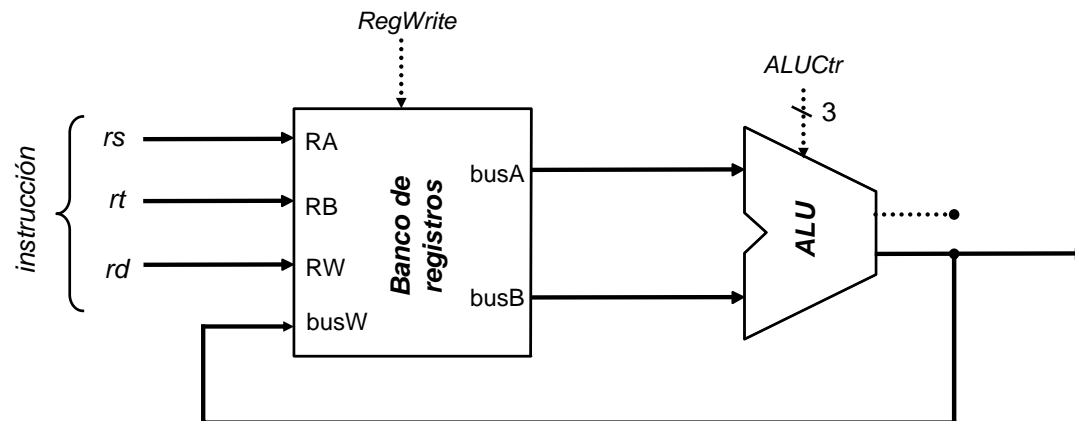 RegWrite
ALUCtr
3
instrucción
rs
rt
rd
RA
RB
RW
busW
Banco de
registros
busA
busB
ALU